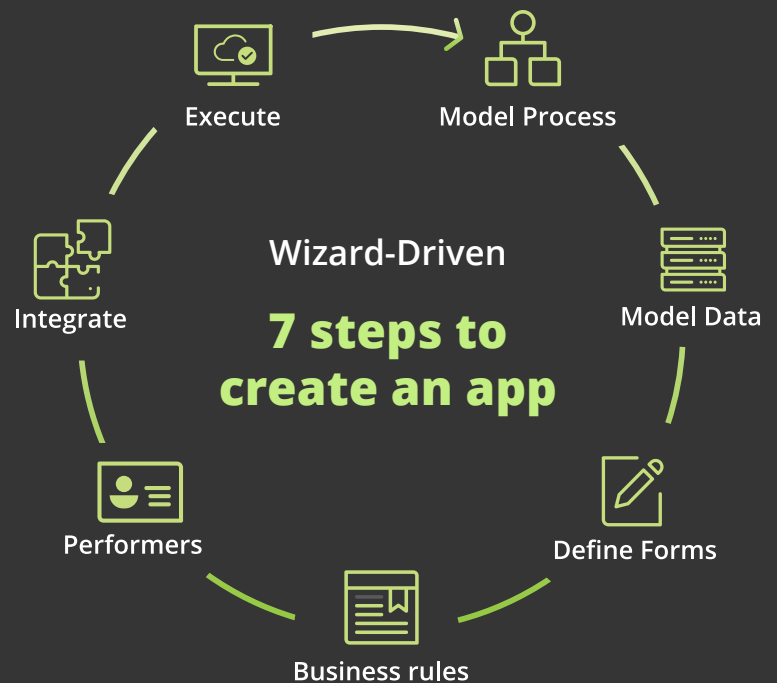 Execute
Model Process
Wizard-Driven
7 steps to
create an app
Integrate
Model Data
Performers
Define Forms
Business rules